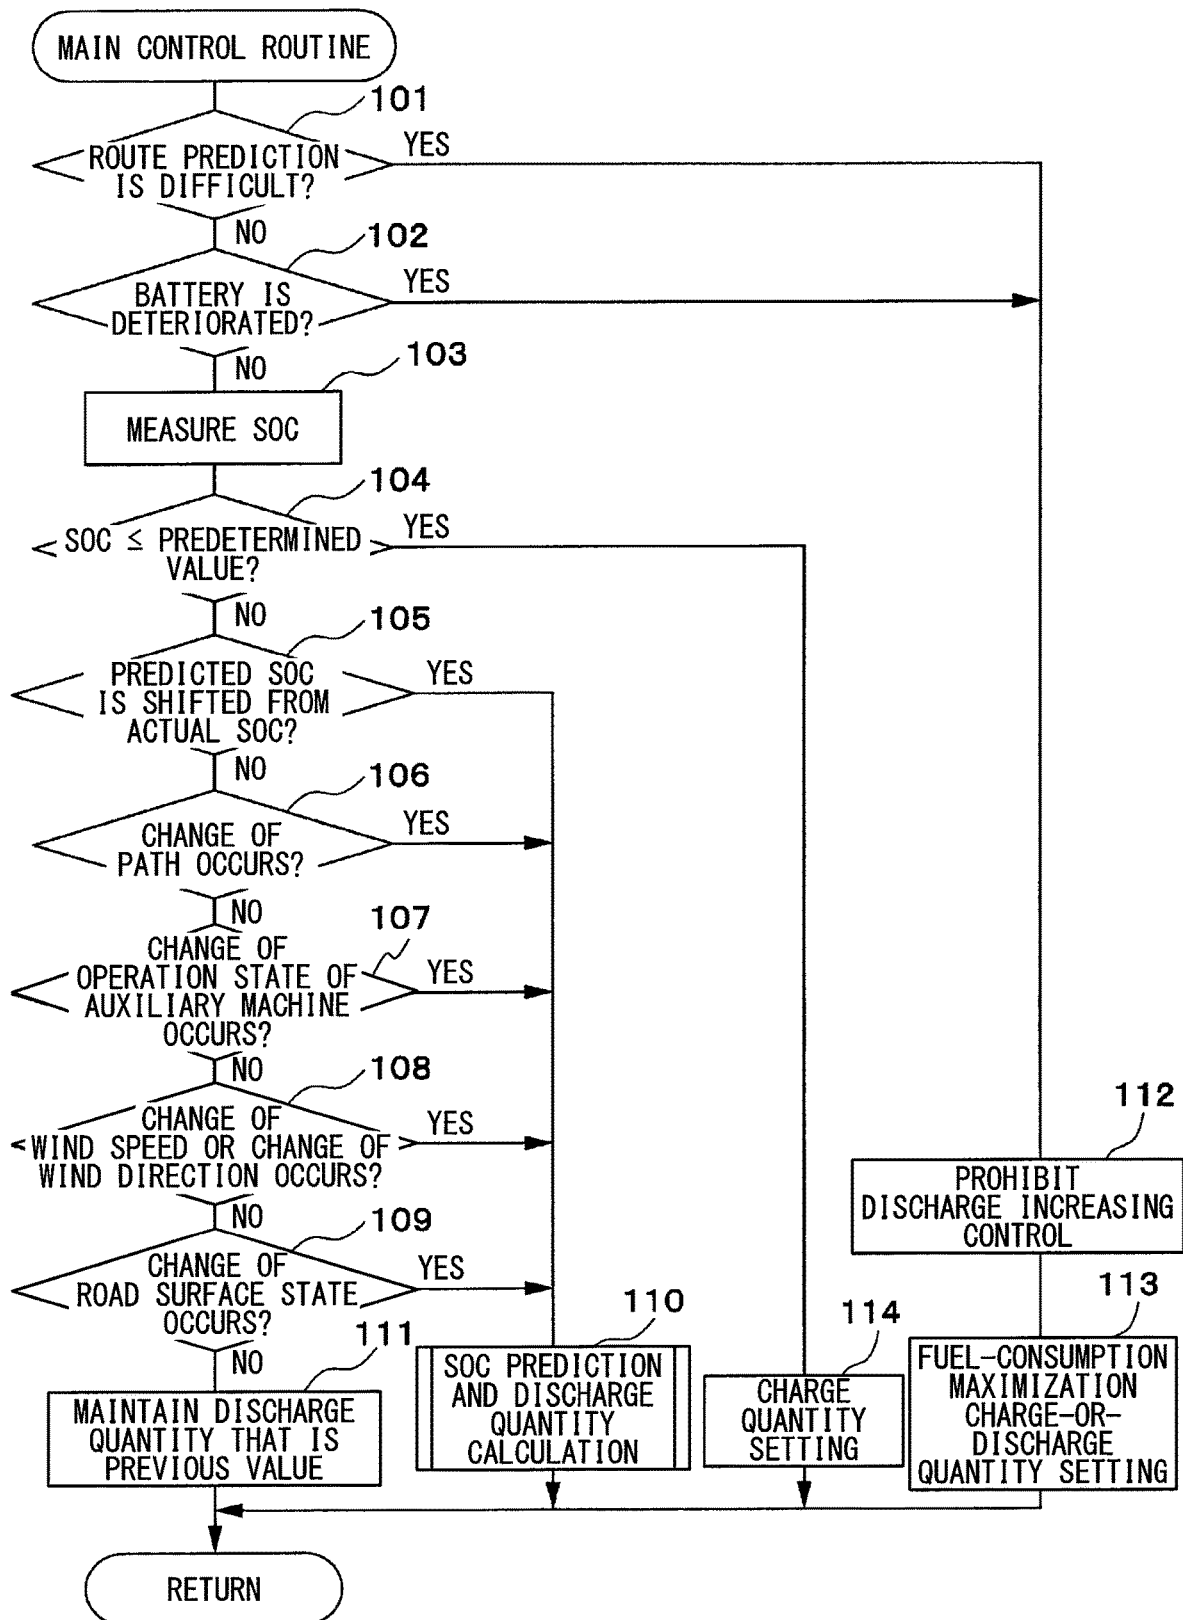 MAIN CONTROL ROUTINE
101
ROUTE PREDICTION
IS DIFFICULT?
YES
NO
102
BATTERY IS
DETERIORATED?
YES
NO
103
MEASURE SOC
104
SOC ≤ PREDETERMINED
VALUE?
YES
NO
105
PREDICTED SOC
IS SHIFTED FROM
ACTUAL SOC?
YES
NO
106
CHANGE OF
PATH OCCURS?
YES
NO
107
CHANGE OF
OPERATION STATE OF
AUXILIARY MACHINE
OCCURS?
YES
NO
108
CHANGE OF
WIND SPEED OR CHANGE OF
WIND DIRECTION OCCURS?
YES
NO
109
CHANGE OF
ROAD SURFACE STATE
OCCURS?
YES
NO
111
MAINTAIN DISCHARGE
QUANTITY THAT IS
PREVIOUS VALUE
110
SOC PREDICTION
AND DISCHARGE
QUANTITY
CALCULATION
114
CHARGE
QUANTITY
SETTING
112
PROHIBIT
DISCHARGE INCREASING
CONTROL
113
FUEL-CONSUMPTION
MAXIMIZATION
CHARGE-OR-
DISCHARGE
QUANTITY SETTING
RETURN